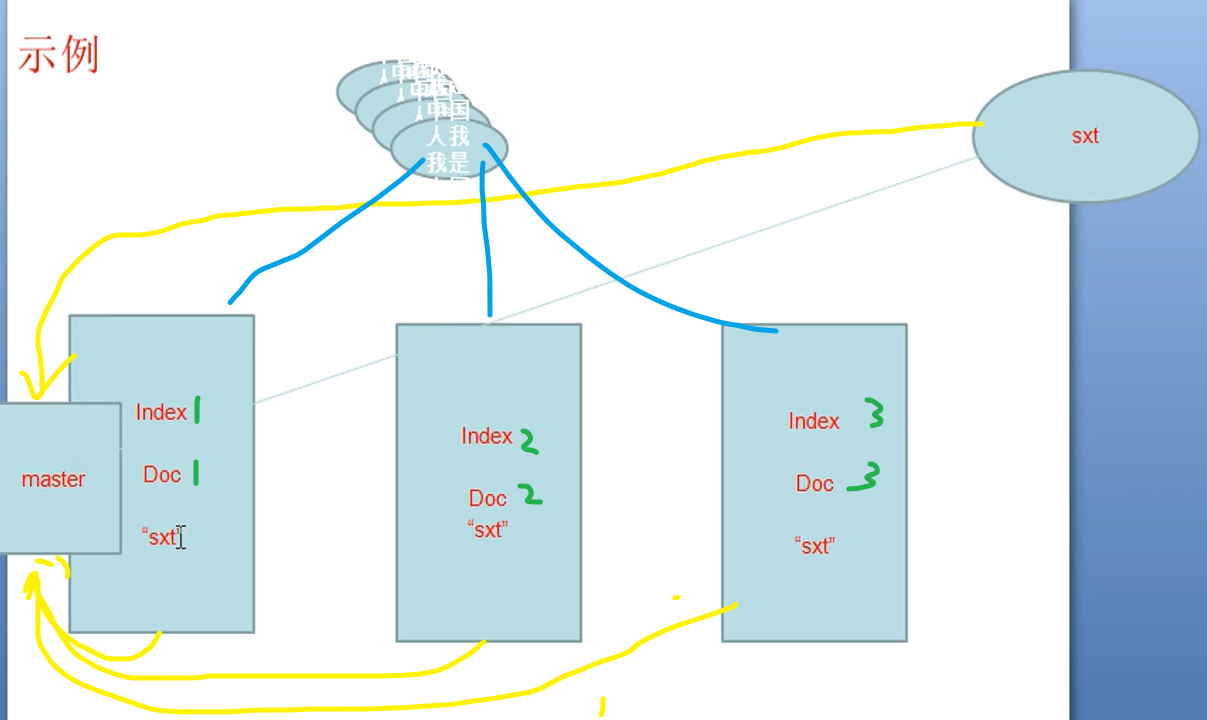 示例
中国
人我
我是
sxt
Index 1
Doc 1
“sxt”
master
Index 2
Doc 2
“sxt”
Index 3
Doc 3
“sxt”